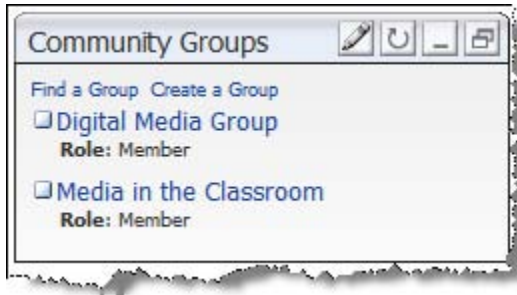 Community Groups
Find a Group Create a Group
Digital Media Group
Role: Member
Media in the Classroom
Role: Member